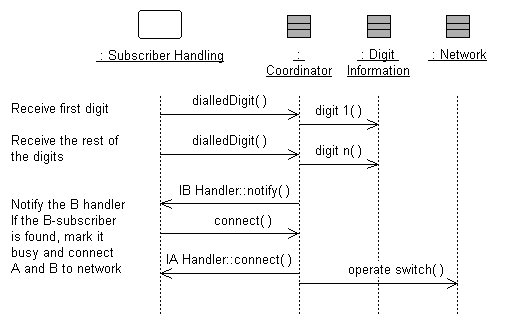 : Subscriber Handling
:
Coordinator
: Digit
Information
: Network
Receive first digit
dialledDigit( )
digit 1( )
Receive the rest of
the digits
dialledDigit( )
digit n( )
Notify the B handler
If the B-subscriber
is found, mark it
busy and connect
A and B to network
IB Handler::notify( )
connect( )
IA Handler::connect( )
operate switch( )